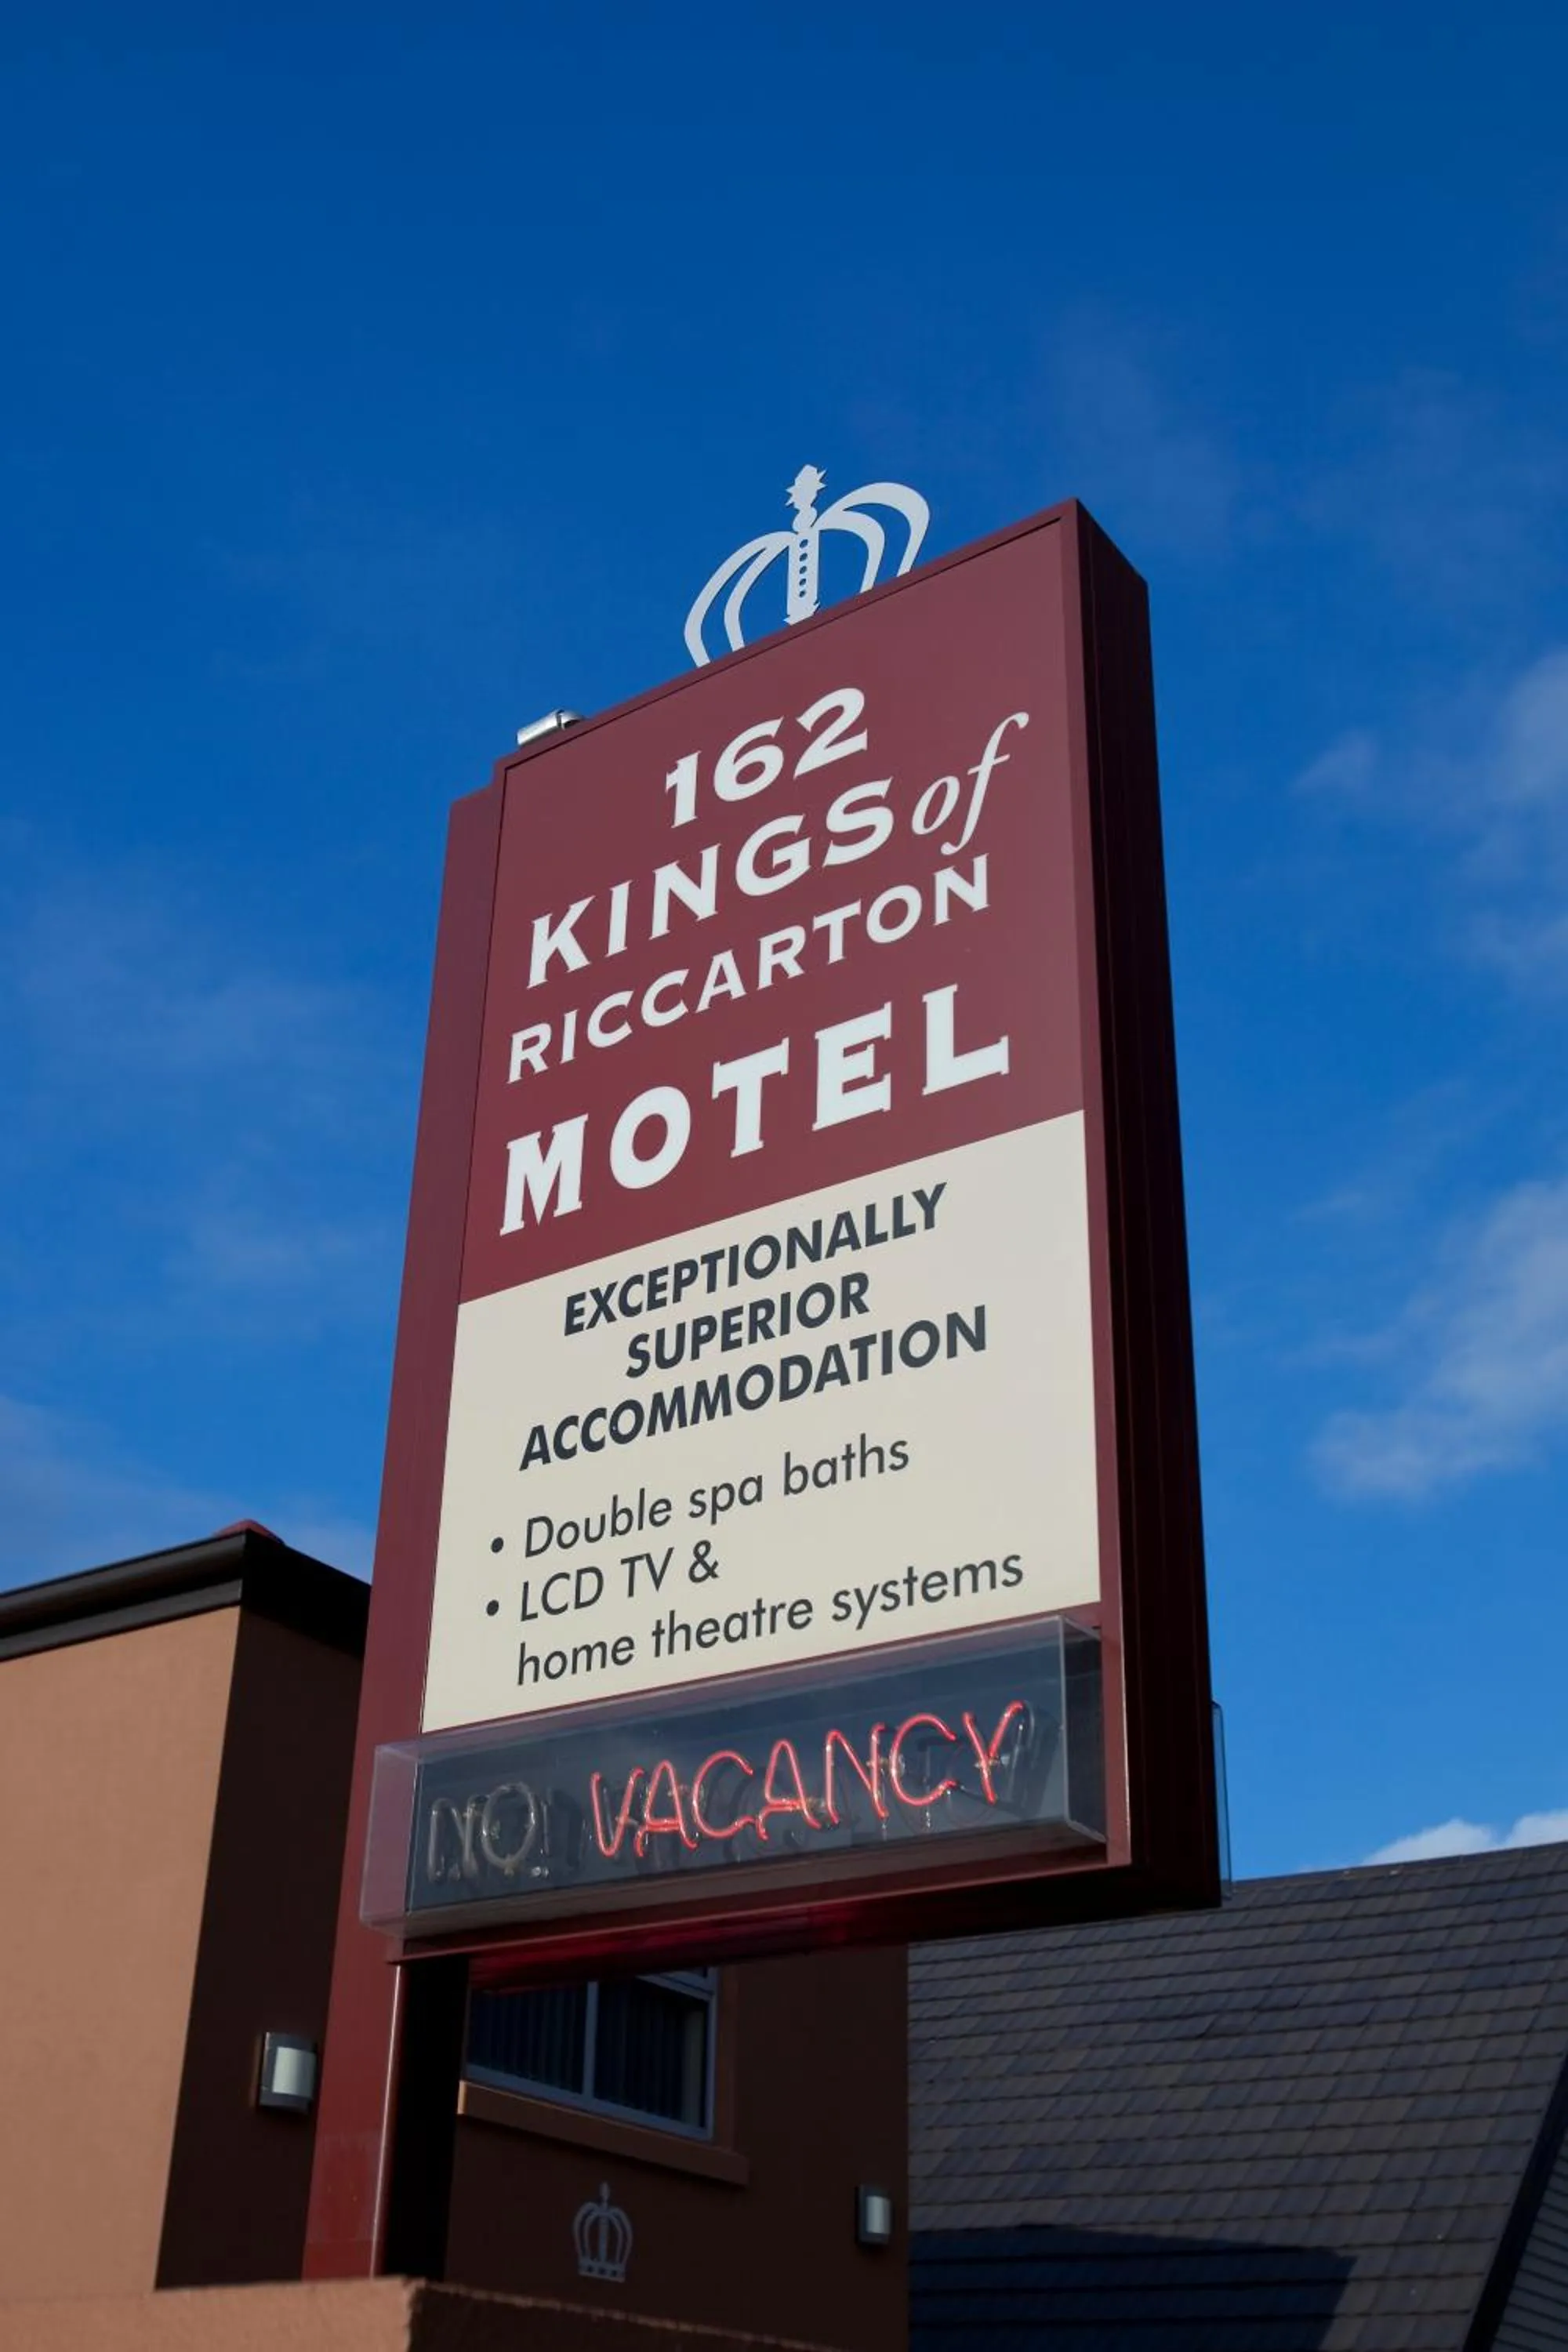 162
KINGS of
RICCARTON
MOTEL
EXCEPTIONALLY
SUPERIOR
ACCOMMODATION
• Double spa baths
• LCD TV &
home theatre systems
NO VACANCY